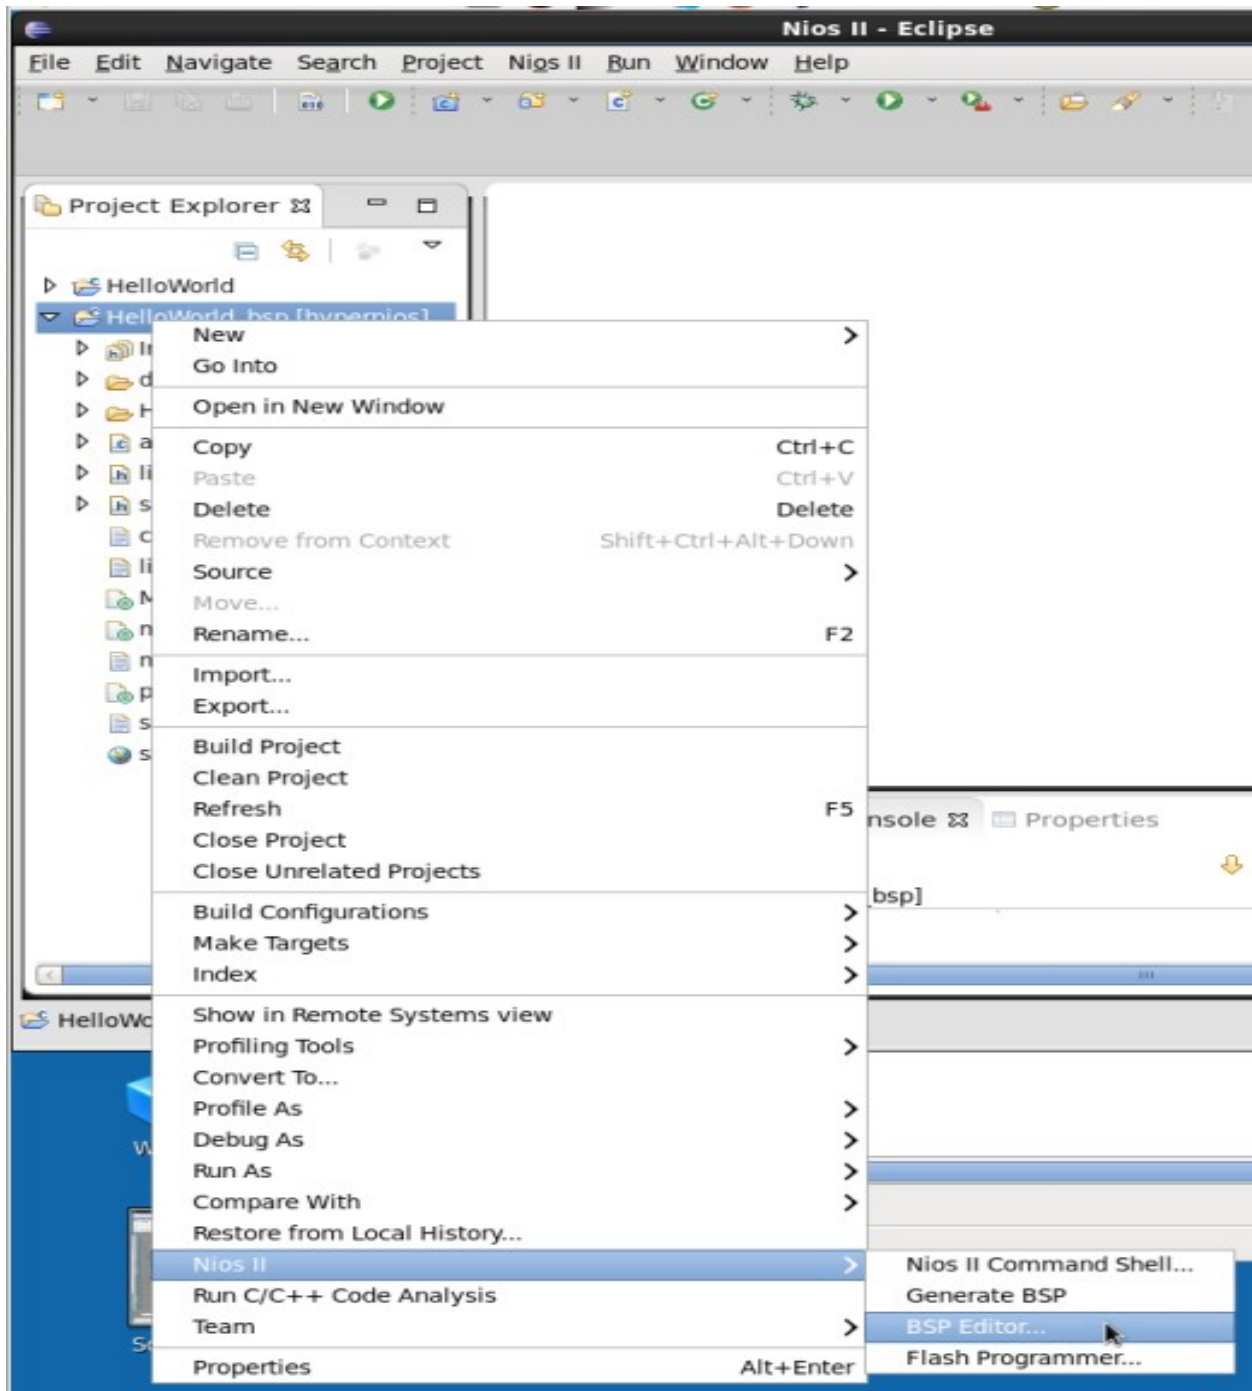 Nios II - Eclipse
File Edit Navigate Search Project Nios II Run Window Help
Project Explorer
HelloWorld
HelloWorld_bsp [hypernios]
New
Go Into
Open in New Window
Copy Ctrl+C
Paste Ctrl+V
Delete Delete
Remove from Context Shift+Ctrl+Alt+Down
Source
Move...
Rename... F2
Import...
Export...
Build Project
Clean Project
Refresh F5
Close Project
Close Unrelated Projects
nsole Properties
_bsp]
Build Configurations
Make Targets
Index
HelloWo
Show in Remote Systems view
Profiling Tools
Convert To...
Profile As
Debug As
Run As
Compare With
Restore from Local History...
Nios II
Run C/C++ Code Analysis
Team
Properties Alt+Enter
Nios II Command Shell...
Generate BSP
BSP Editor...
Flash Programmer...